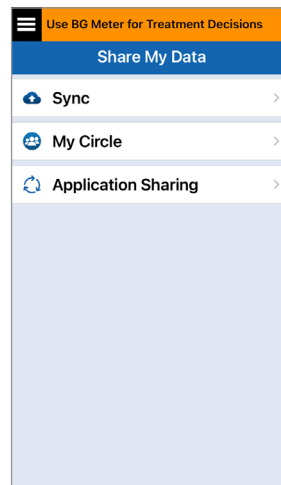 Use BG Meter for Treatment Decisions
Share My Data
Sync
My Circle
Application Sharing